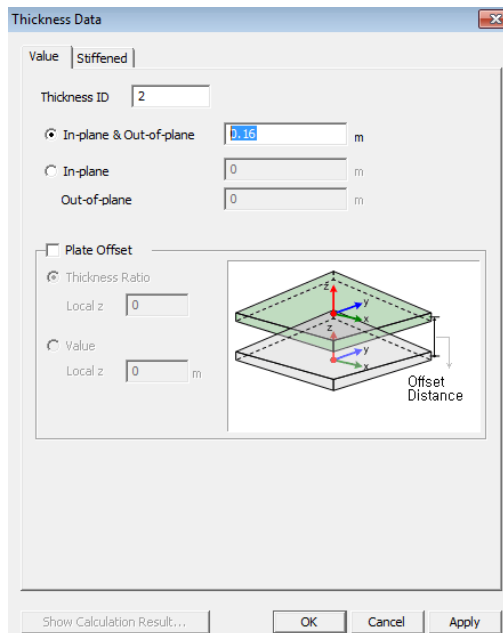 Thickness Data
Value Stiffened
Thickness ID 2
In-plane & Out-of-plane 0.16 m
In-plane 0 m
Out-of-plane 0 m
Plate Offset
Thickness Ratio
Local z 0
Value
Local z 0 m
z y x
z y x
Offset
Distance
Show Calculation Result... OK Cancel Apply